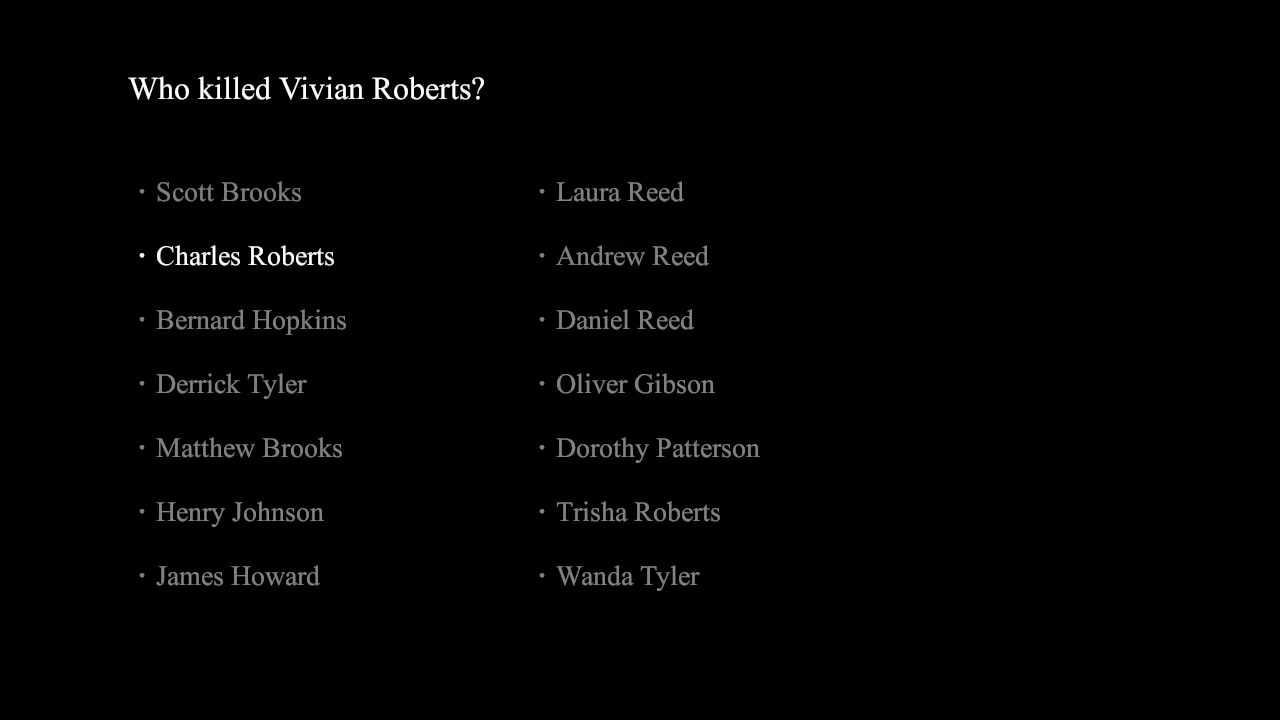 Who killed Vivian Roberts?
・Scott Brooks
・Charles Roberts
・Bernard Hopkins
・Derrick Tyler
・Matthew Brooks
・Henry Johnson
・James Howard
・Laura Reed
・Andrew Reed
・Daniel Reed
・Oliver Gibson
・Dorothy Patterson
・Trisha Roberts
・Wanda Tyler